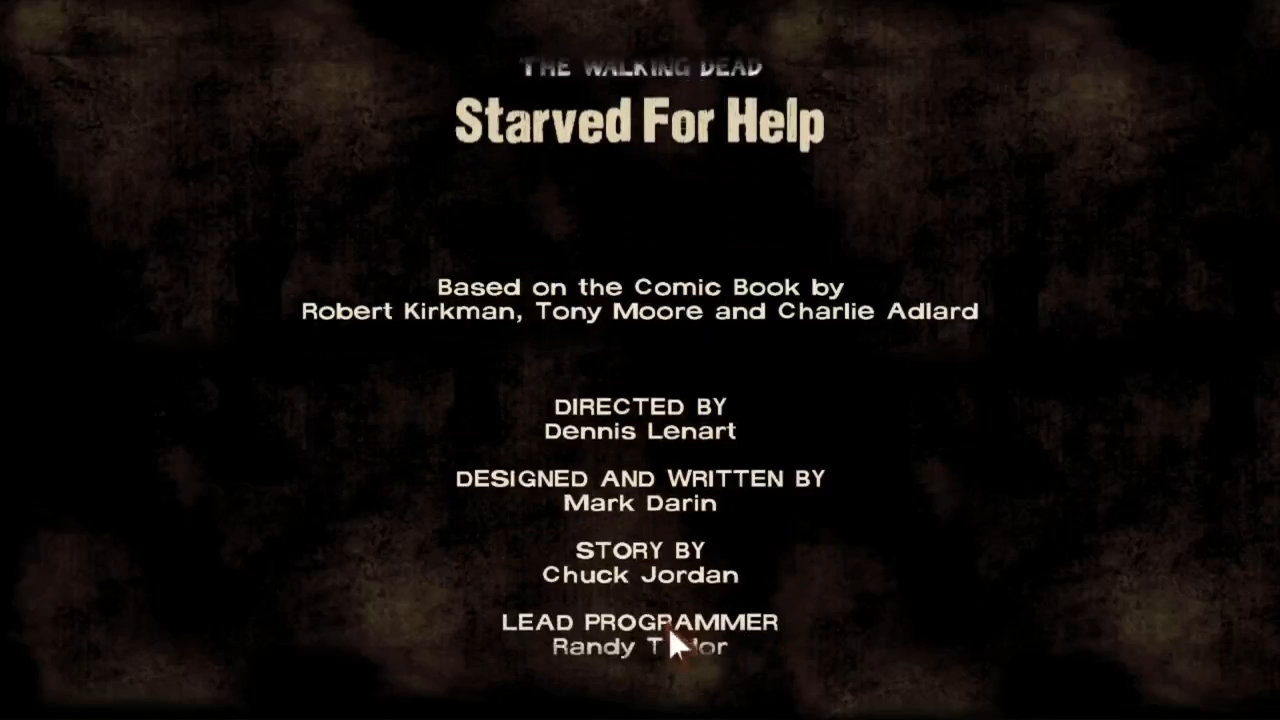 THE WALKING DEAD
Starved For Help
Based on the Comic Book by
Robert Kirkman, Tony Moore and Charlie Adlard
DIRECTED BY
Dennis Lenart
DESIGNED AND WRITTEN BY
Mark Darin
STORY BY
Chuck Jordan
LEAD PROGRAMMER
Randy